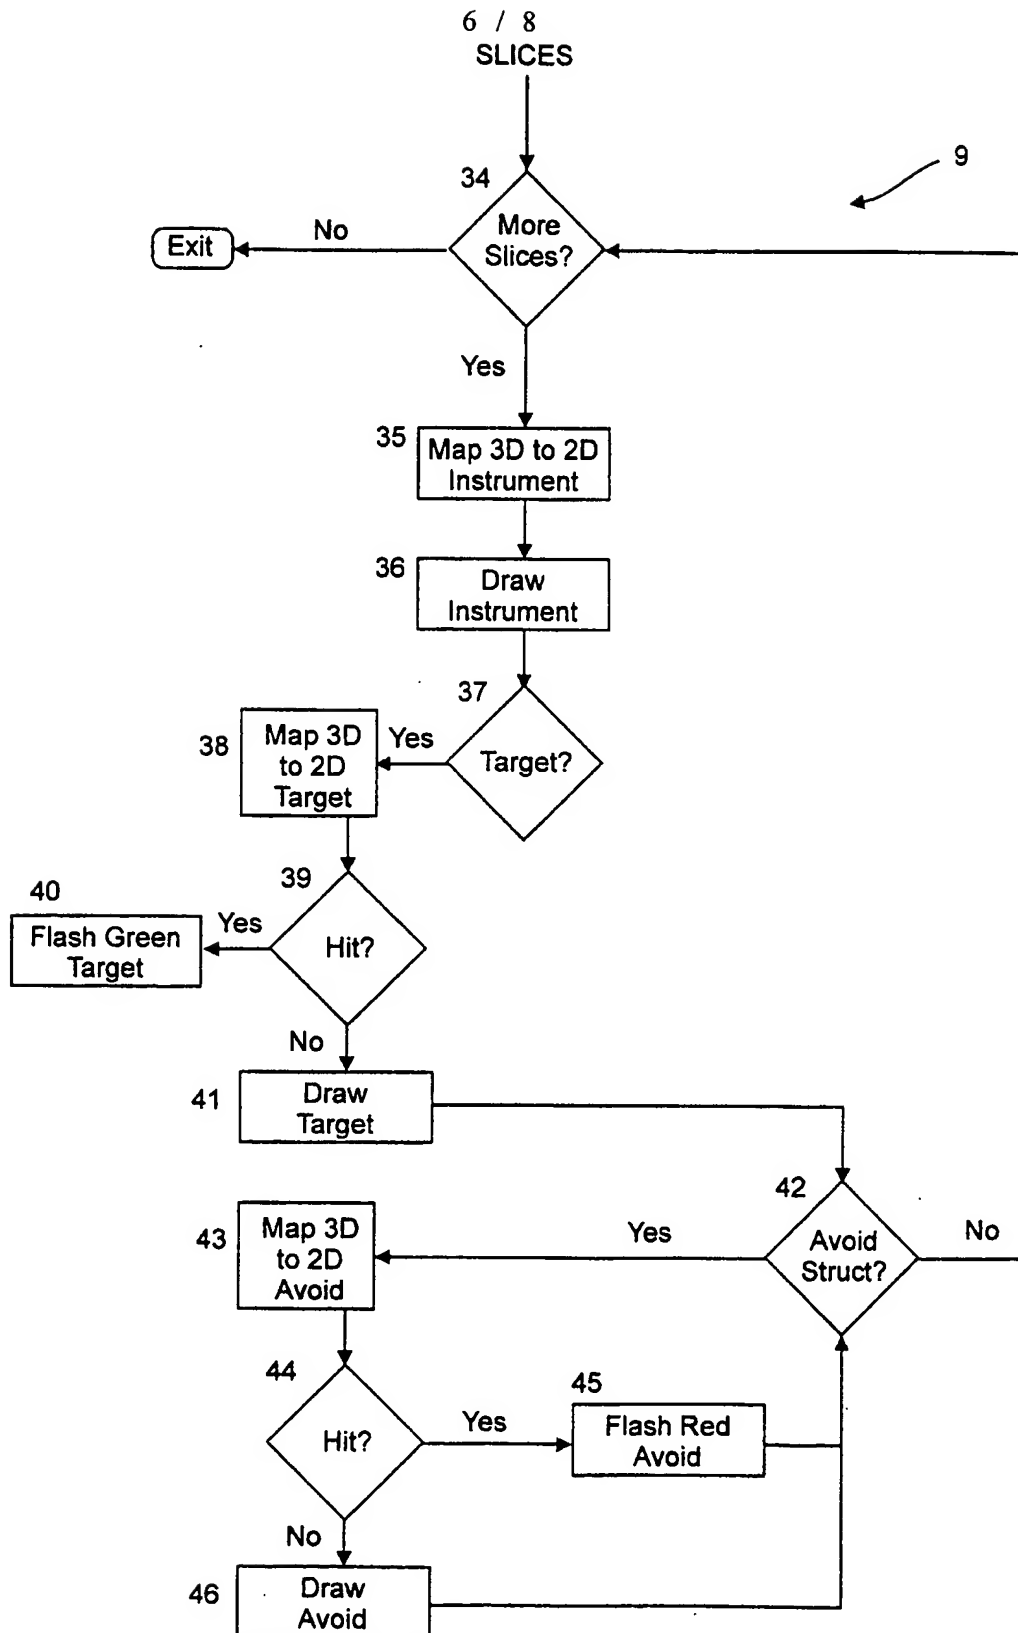 6 / 8
SLICES
9
34
More
Slices?
No
Exit
Yes
35
Map 3D to 2D
Instrument
36
Draw
Instrument
37
Target?
Yes
38
Map 3D
to 2D
Target
39
Hit?
Yes
40
Flash Green
Target
No
41
Draw
Target
42
Avoid
Struct?
No
Yes
43
Map 3D
to 2D
Avoid
44
Hit?
Yes
45
Flash Red
Avoid
No
46
Draw
Avoid